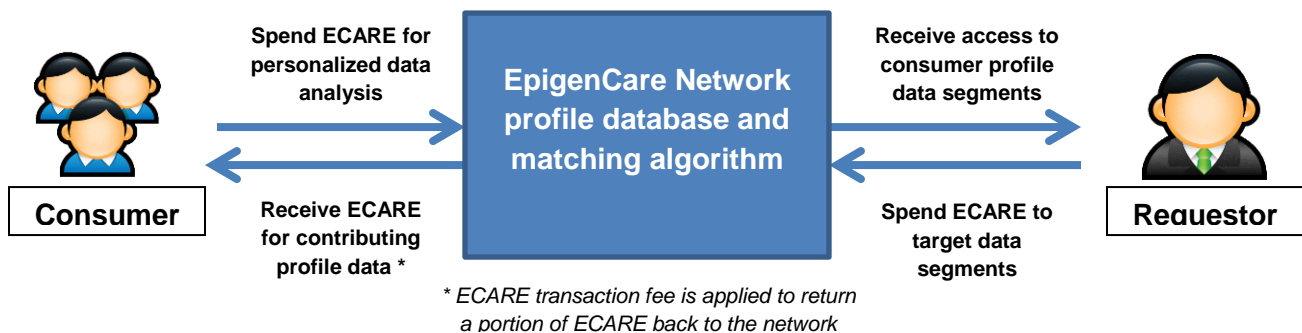 Spend ECARE for
personalized data
analysis
EpigenCare Network
profile database and
matching algorithm
Receive access to
consumer profile
data segments
Consumer
Receive ECARE
for contributing
profile data *
Spend ECARE to
target data
segments
Requestor
* ECARE transaction fee is applied to return
a portion of ECARE back to the network